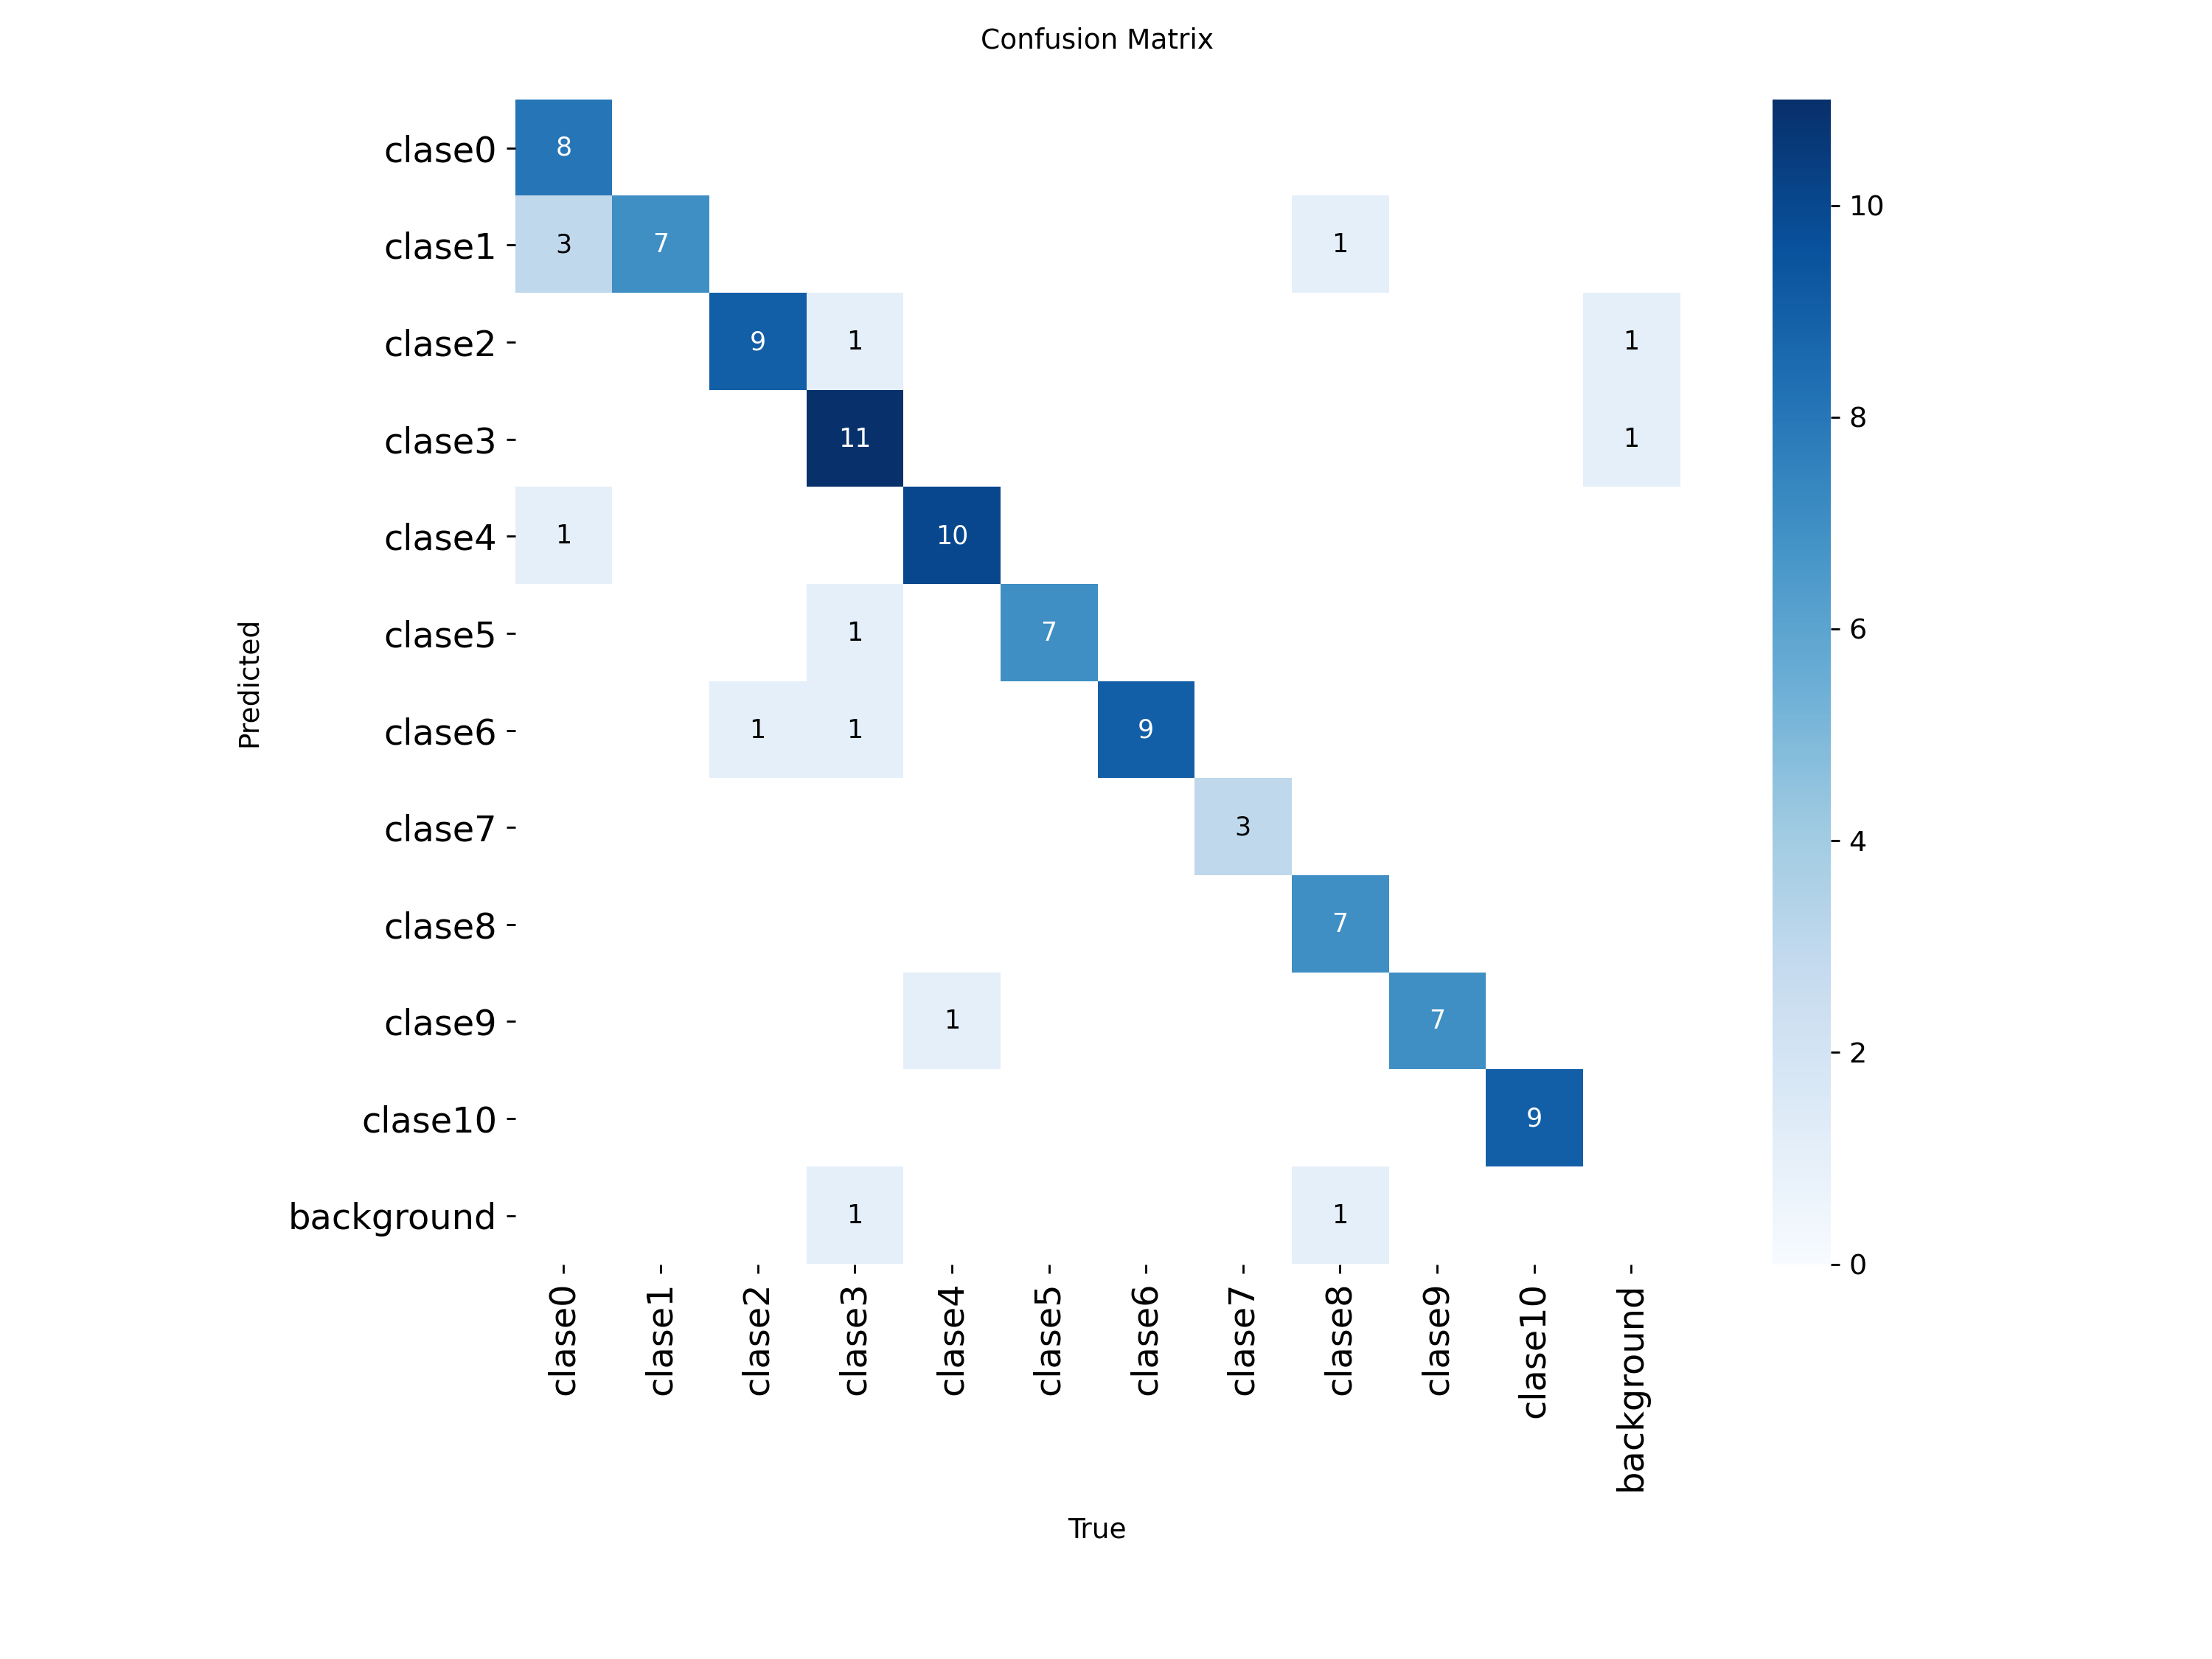 Confusion Matrix
clase0 8
clase1 3 7 1
clase2 9 1 1
clase3 11 1
clase4 1 10
clase5 1 7
clase6 1 1 9
clase7 3
clase8 7
clase9 1 7
clase10 9
background 1 1
Predicted
clase0 clase1 clase2 clase3 clase4 clase5 clase6 clase7 clase8 clase9 clase10 background
True
10
8
6
4
2
0